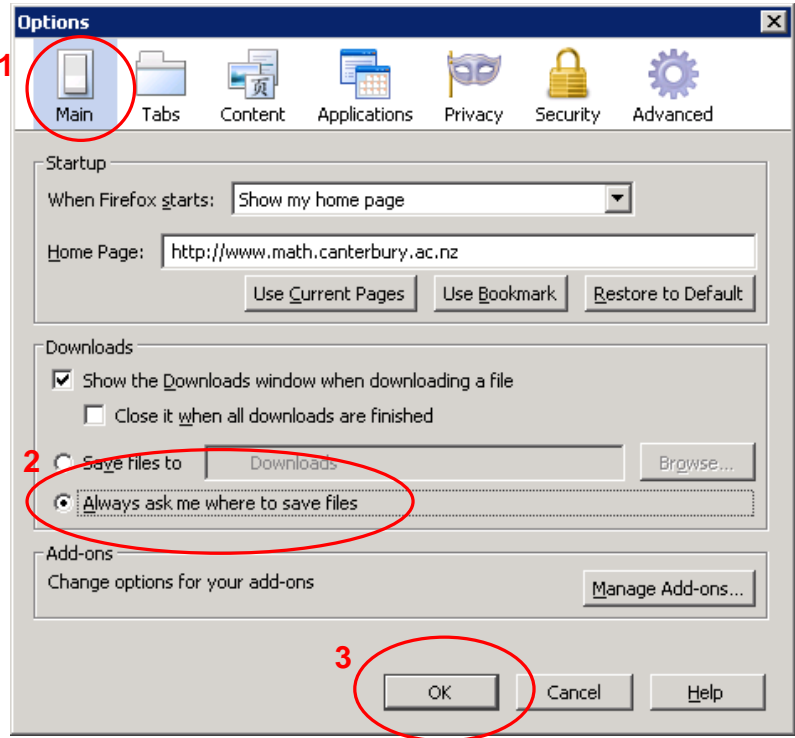 Options
1
Main Tabs Content Applications Privacy Security Advanced
页
Startup
When Firefox starts: Show my home page
Home Page: http://www.math.canterbury.ac.nz
Use Current Pages Use Bookmark Restore to Default
Downloads
Show the Downloads window when downloading a file
Close it when all downloads are finished
2 Save files to Downloads Browse...
Always ask me where to save files
Add-ons
Change options for your add-ons Manage Add-ons...
3
OK Cancel Help